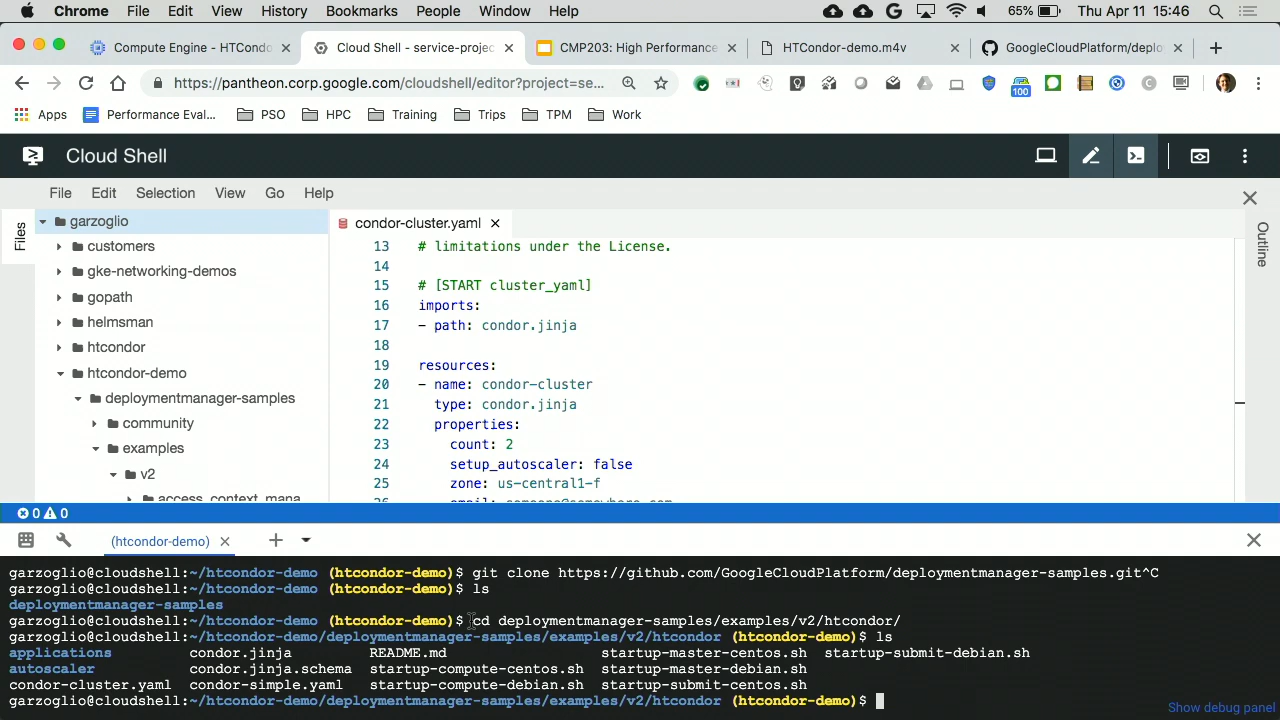 Chrome File Edit View History Bookmarks People Window Help 65% Thu Apr 11 15:46
Compute Engine - HTCondo Cloud Shell - service-projec CMP203: High Performance HTCondor-demo.m4v GoogleCloudPlatform/deplo
https://pantheon.corp.google.com/cloudshell/editor?project=se... 100
Apps Performance Eval... PSO HPC Training Trips TPM Work
Cloud Shell
File Edit Selection View Go Help
Files
Outline
garzoglio
customers
gke-networking-demos
gopath
helmsman
htcondor
htcondor-demo
deploymentmanager-samples
community
examples
v2
access_context_mana
condor-cluster.yaml
13 # limitations under the License.
14
15 # [START cluster_yaml]
16 imports:
17 - path: condor.jinja
18
19 resources:
20 - name: condor-cluster
21 type: condor.jinja
22 properties:
23 count: 2
24 setup_autoscaler: false
25 zone: us-central1-f
26 email: someone@somewhere.com
0 0
(htcondor-demo)
garzoglio@cloudshell:~/htcondor-demo (htcondor-demo)$ git clone https://github.com/GoogleCloudPlatform/deploymentmanager-samples.git^C
garzoglio@cloudshell:~/htcondor-demo (htcondor-demo)$ ls
deploymentmanager-samples
garzoglio@cloudshell:~/htcondor-demo (htcondor-demo)$ cd deploymentmanager-samples/examples/v2/htcondor/
garzoglio@cloudshell:~/htcondor-demo/deploymentmanager-samples/examples/v2/htcondor (htcondor-demo)$ ls
applications condor.jinja README.md startup-master-centos.sh startup-submit-debian.sh
autoscaler condor.jinja.schema startup-compute-centos.sh startup-master-debian.sh
condor-cluster.yaml condor-simple.yaml startup-compute-debian.sh startup-submit-centos.sh
garzoglio@cloudshell:~/htcondor-demo/deploymentmanager-samples/examples/v2/htcondor (htcondor-demo)$
Show debug panel